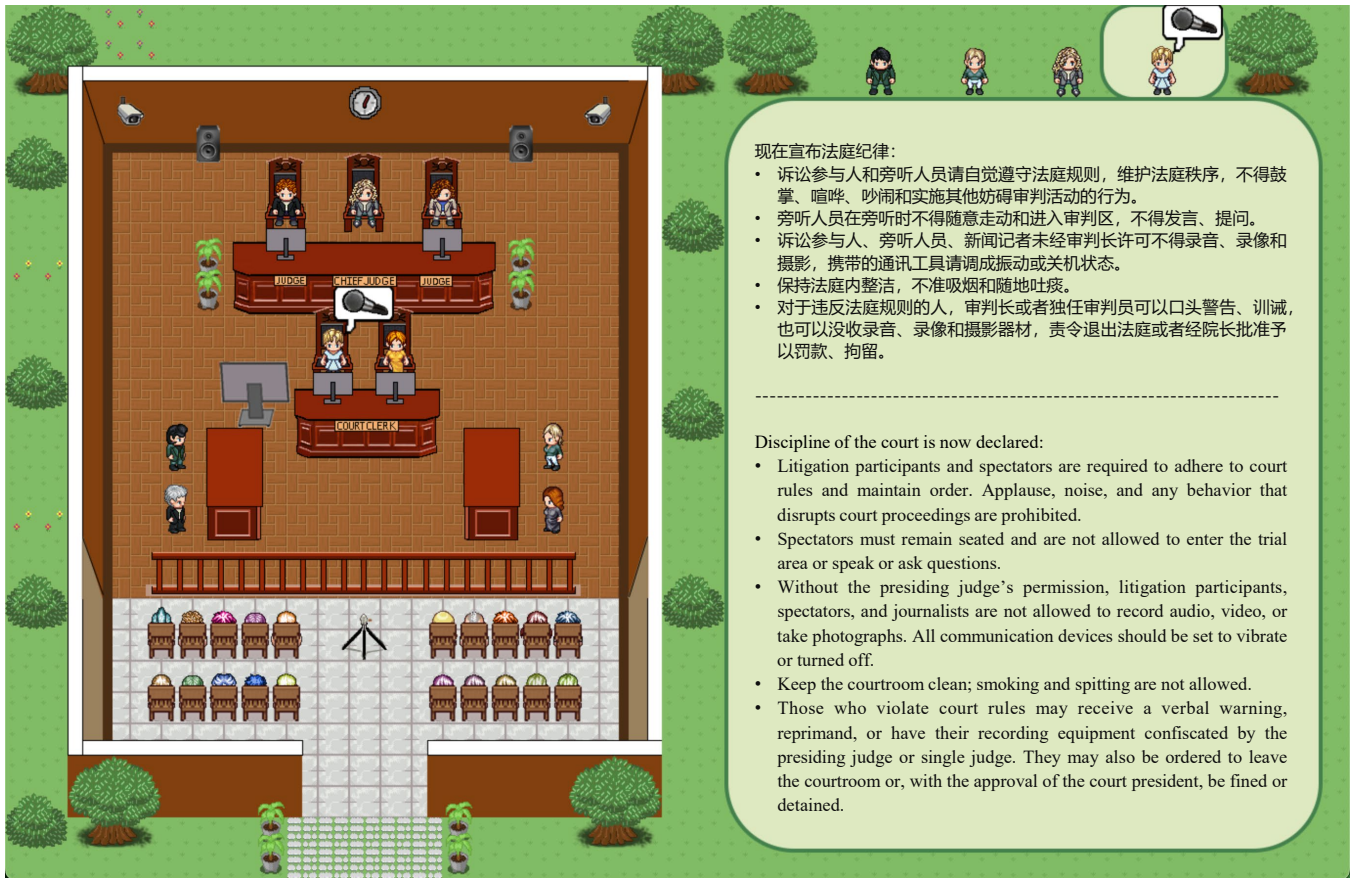 JUDGE
CHIEFJUDGE
JUDGE
COURTCLERK
现在宣布法庭纪律：
• 诉讼参与人和旁听人员请自觉遵守法庭规则，维护法庭秩序，不得鼓
掌、喧哗、吵闹和实施其他妨碍审判活动的行为。
• 旁听人员在旁听时不得随意走动和进入审判区，不得发言、提问。
• 诉讼参与人、旁听人员、新闻记者未经审判长许可不得录音、录像和
摄影，携带的通讯工具请调成振动或关机状态。
• 保持法庭内整洁，不准吸烟和随地吐痰。
• 对于违反法庭规则的人，审判长或者独任审判员可以口头警告、训诫，
也可以没收录音、录像和摄影器材，责令退出法庭或者经院长批准予
以罚款、拘留。
Discipline of the court is now declared:
• Litigation participants and spectators are required to adhere to court
rules and maintain order. Applause, noise, and any behavior that
disrupts court proceedings are prohibited.
• Spectators must remain seated and are not allowed to enter the trial
area or speak or ask questions.
• Without the presiding judge’s permission, litigation participants,
spectators, and journalists are not allowed to record audio, video, or
take photographs. All communication devices should be set to vibrate
or turned off.
• Keep the courtroom clean; smoking and spitting are not allowed.
• Those who violate court rules may receive a verbal warning,
reprimand, or have their recording equipment confiscated by the
presiding judge or single judge. They may also be ordered to leave
the courtroom or, with the approval of the court president, be fined or
detained.